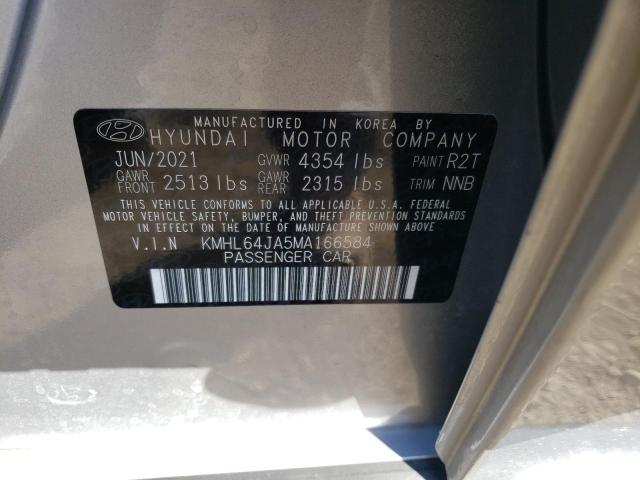 MANUFACTURED IN KOREA BY
HYUNDAI MOTOR COMPANY
JUN/2021 GVWR 4354 lbs PAINT R2T
GAWR FRONT 2513 lbs GAWR REAR 2315 lbs TRIM NNB
THIS VEHICLE CONFORMS TO ALL APPLICABLE U.S.A. FEDERAL
MOTOR VEHICLE SAFETY, BUMPER, AND THEFT PREVENTION STANDARDS
IN EFFECT ON THE DATE OF MANUFACTURE SHOWN ABOVE.
V.I.N KMHL64JA5MA166584
PASSENGER CAR